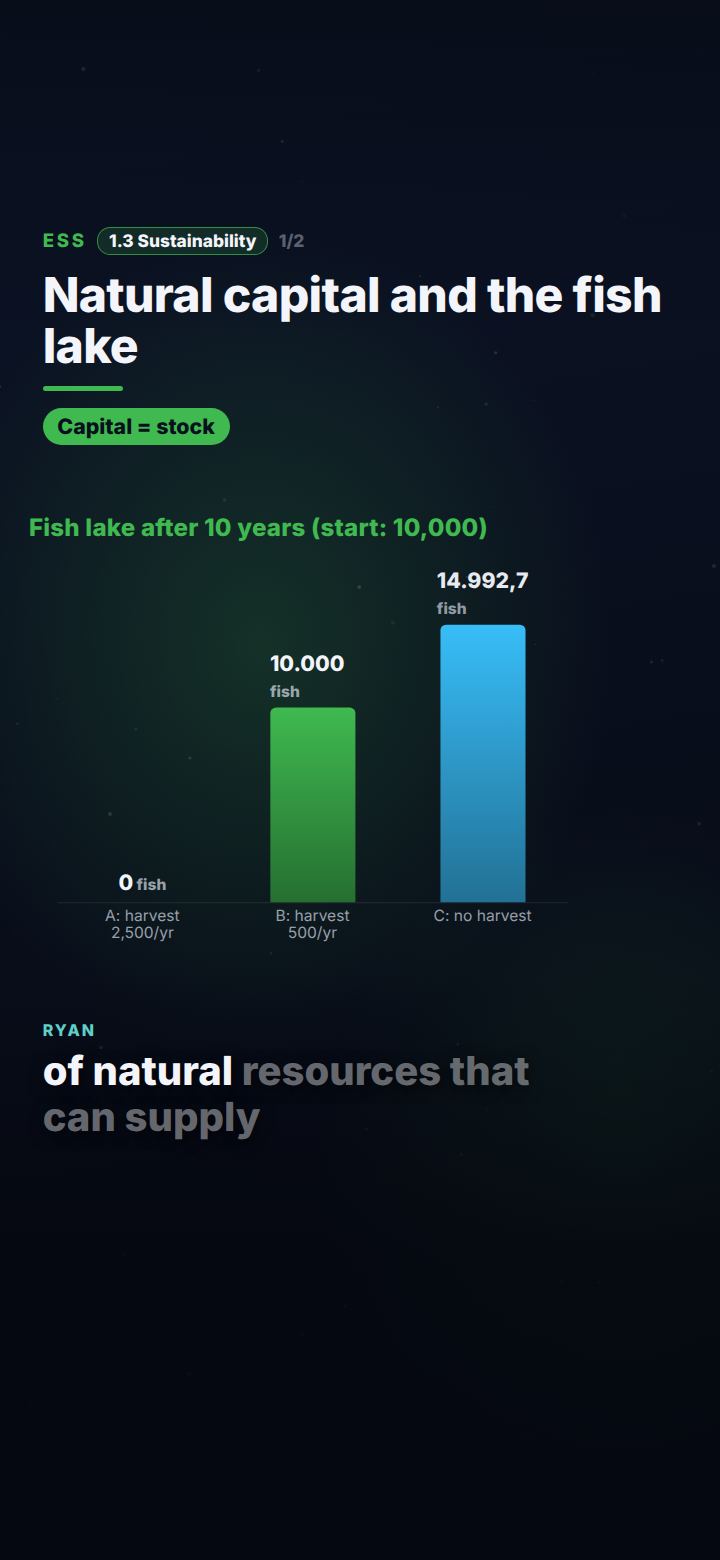 ESS 1.3 Sustainability 1/2
Natural capital and the fish
lake
Capital = stock
Fish lake after 10 years (start: 10,000)
14.992,7
fish
10.000
fish
0 fish
A: harvest
2,500/yr
B: harvest
500/yr
C: no harvest
RYAN
of natural resources that
can supply